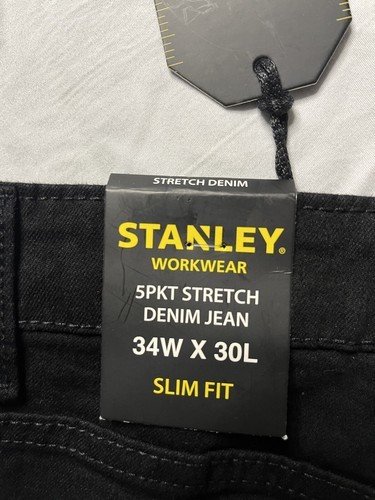 STRETCH DENIM
STANLEY®
WORKWEAR
5PKT STRETCH
DENIM JEAN
34W X 30L
SLIM FIT